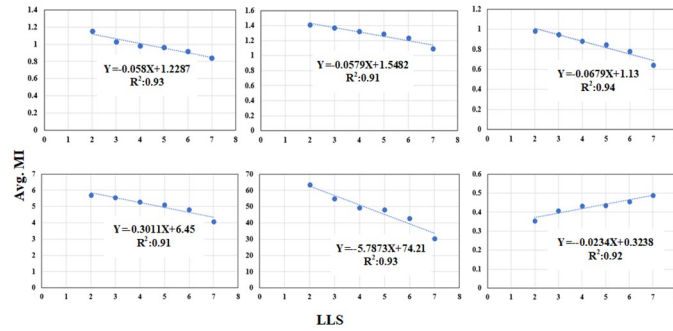 1.4
1.2
1
0.8
0.6
0.4
0.2
0
Y=-0.058X+1.2287
R²:0.93
0 1 2 3 4 5 6 7 8
1.6
1.4
1.2
1
0.8
0.6
0.4
0.2
0
Y=-0.0579X+1.5482
R²:0.91
0 1 2 3 4 5 6 7 8
1.2
1
0.8
0.6
0.4
0.2
0
Y=-0.0679X+1.13
R²:0.94
0 1 2 3 4 5 6 7 8
Avg. MI
7
6
5
4
3
2
1
0
Y=-0.3011X+6.45
R²:0.91
0 1 2 3 4 5 6 7 8
70
60
50
40
30
20
10
0
Y=--5.7873X+74.21
R²:0.93
0 1 2 3 4 5 6 7 8
0.6
0.5
0.4
0.3
0.2
0.1
0
Y=--0.0234X+0.3238
R²:0.92
0 1 2 3 4 5 6 7 8
LLS